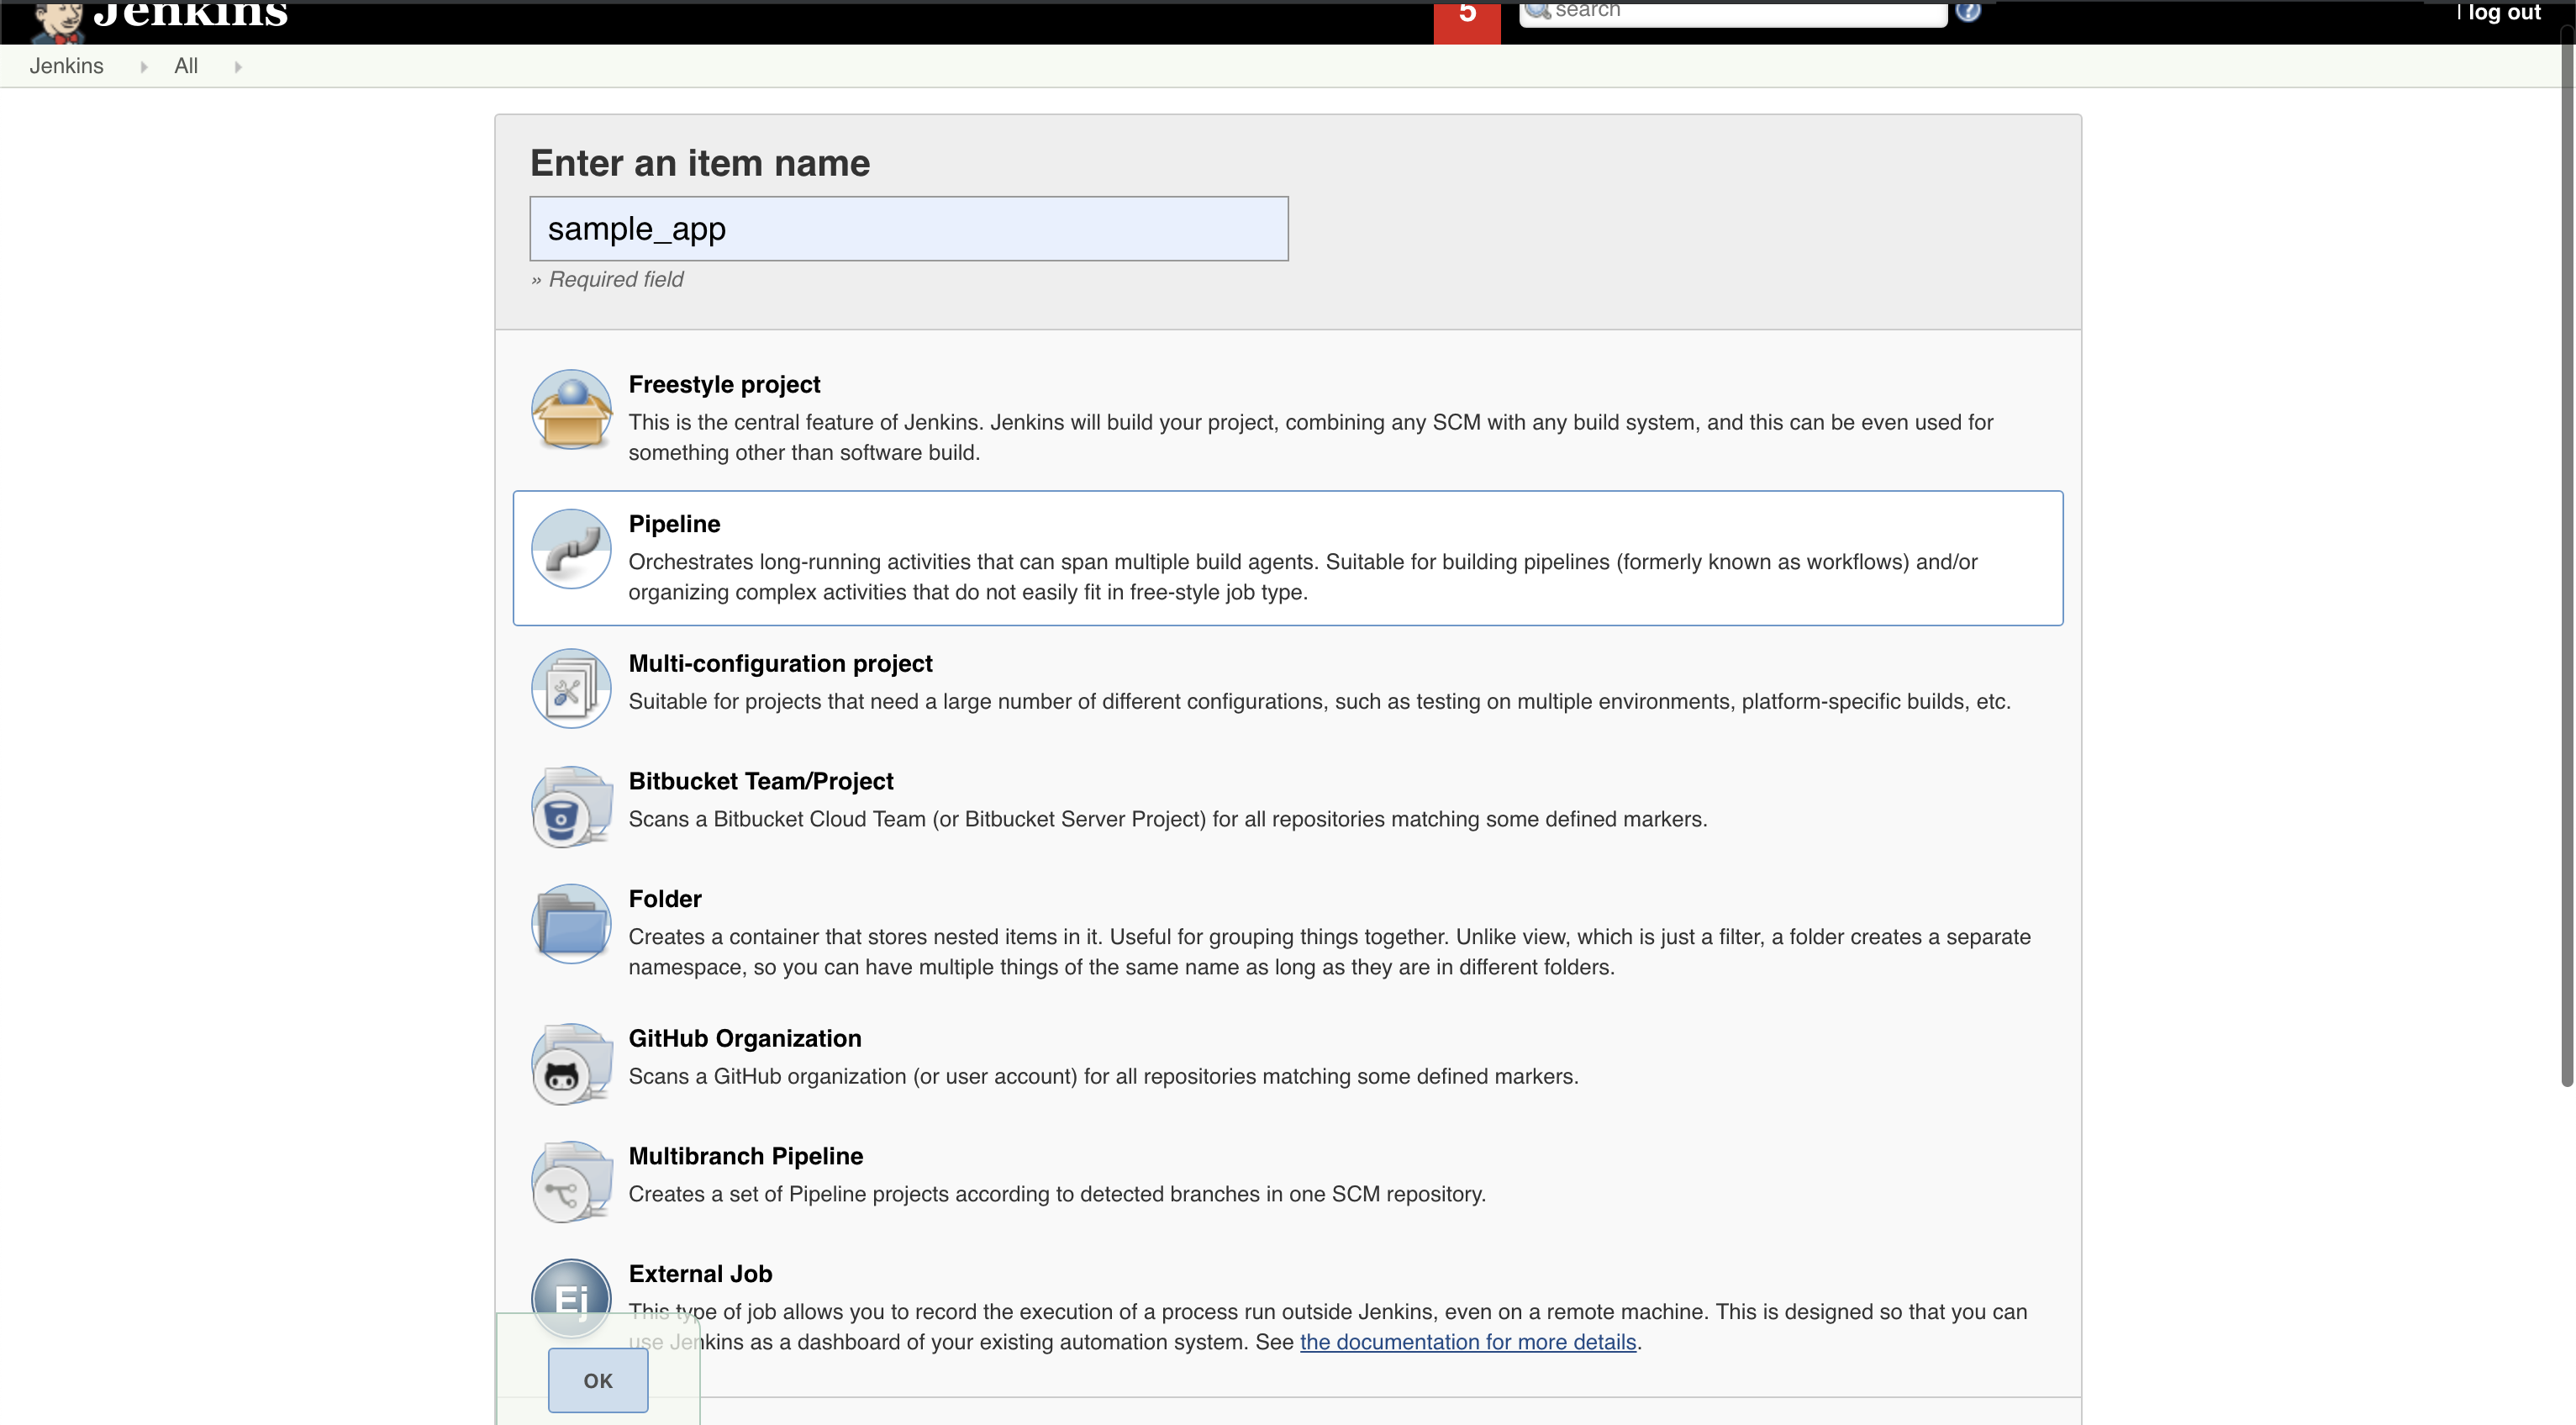 Jenkins
5
search
?
| log out
Jenkins
All
Enter an item name
sample_app
» Required field
Freestyle project
This is the central feature of Jenkins. Jenkins will build your project, combining any SCM with any build system, and this can be even used for
something other than software build.
Pipeline
Orchestrates long-running activities that can span multiple build agents. Suitable for building pipelines (formerly known as workflows) and/or
organizing complex activities that do not easily fit in free-style job type.
Multi-configuration project
Suitable for projects that need a large number of different configurations, such as testing on multiple environments, platform-specific builds, etc.
Bitbucket Team/Project
Scans a Bitbucket Cloud Team (or Bitbucket Server Project) for all repositories matching some defined markers.
Folder
Creates a container that stores nested items in it. Useful for grouping things together. Unlike view, which is just a filter, a folder creates a separate
namespace, so you can have multiple things of the same name as long as they are in different folders.
GitHub Organization
Scans a GitHub organization (or user account) for all repositories matching some defined markers.
Multibranch Pipeline
Creates a set of Pipeline projects according to detected branches in one SCM repository.
Ej
External Job
This type of job allows you to record the execution of a process run outside Jenkins, even on a remote machine. This is designed so that you can
use Jenkins as a dashboard of your existing automation system. See the documentation for more details.
OK